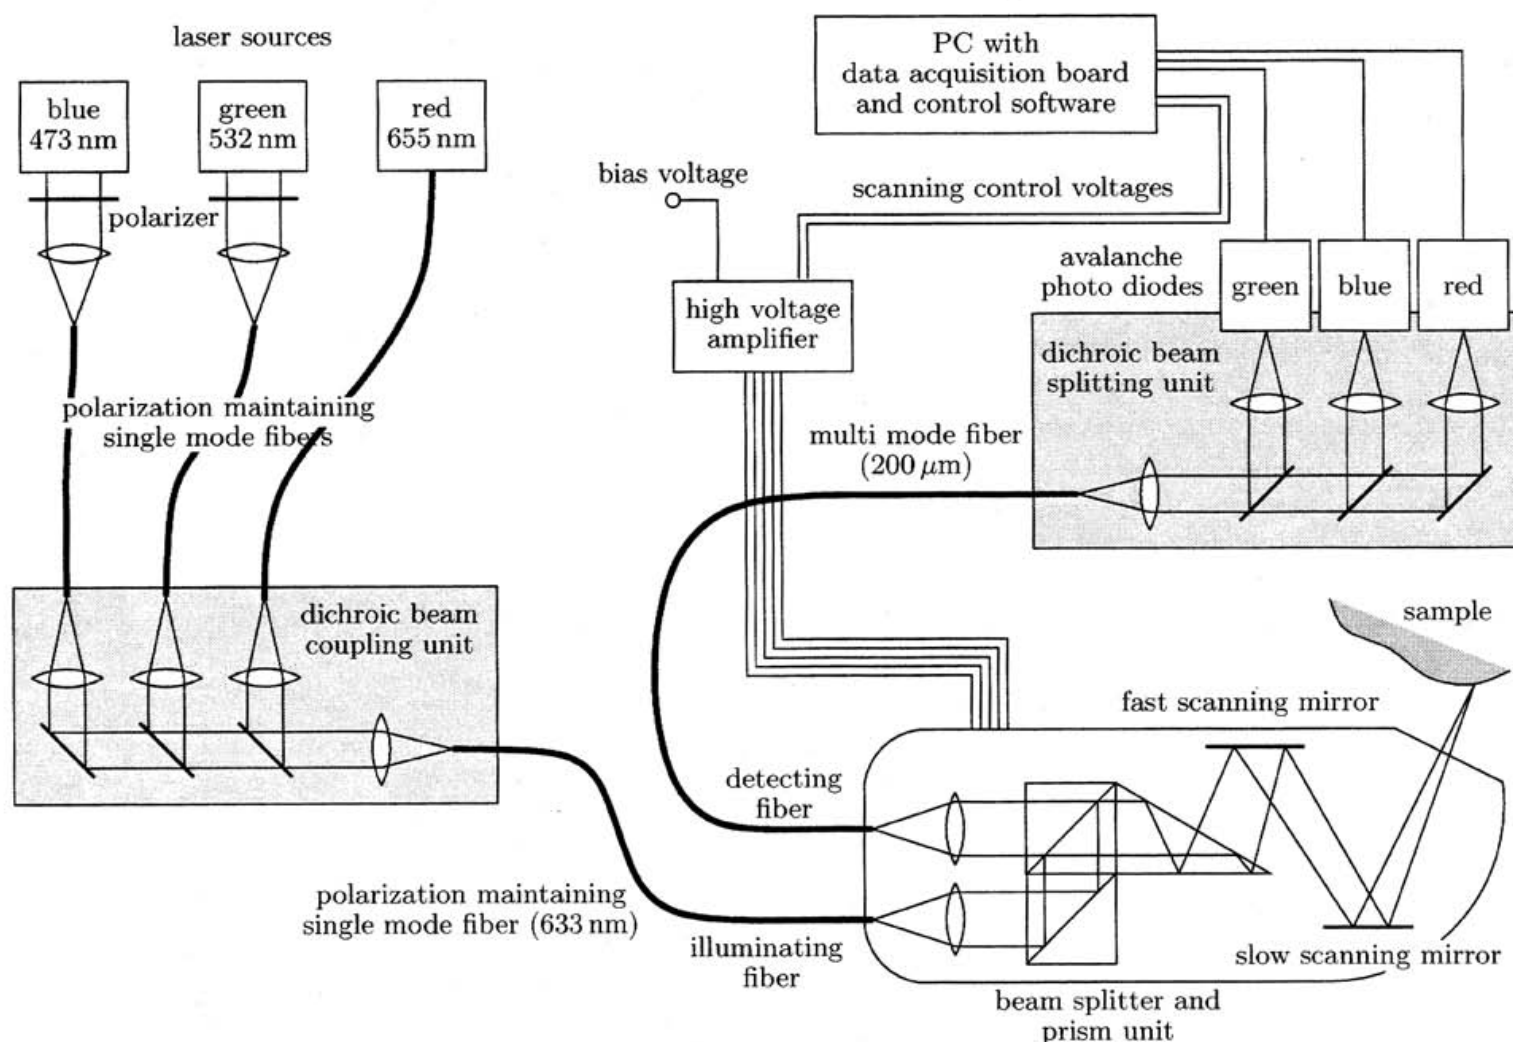 laser sources
blue
473 nm
green
532 nm
red
655 nm
polarizer
polarization maintaining
single mode fibers
dichroic beam
coupling unit
polarization maintaining
single mode fiber (633 nm)
PC with
data acquisition board
and control software
bias voltage
scanning control voltages
high voltage
amplifier
avalanche
photo diodes
green
blue
red
dichroic beam
splitting unit
multi mode fiber
(200 μm)
sample
fast scanning mirror
detecting
fiber
illuminating
fiber
slow scanning mirror
beam splitter and
prism unit